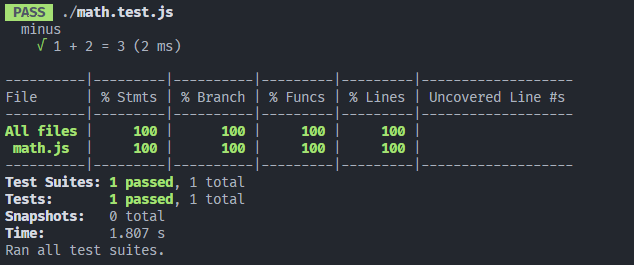 PASS ./math.test.js
minus
√ 1 + 2 = 3 (2 ms)
----------|---------|----------|---------|---------|-------------------
File      | % Stmts | % Branch | % Funcs | % Lines | Uncovered Line #s
----------|---------|----------|---------|---------|-------------------
All files |     100 |      100 |     100 |     100 |
 math.js  |     100 |      100 |     100 |     100 |
----------|---------|----------|---------|---------|-------------------
Test Suites: 1 passed, 1 total
Tests:       1 passed, 1 total
Snapshots:   0 total
Time:        1.807 s
Ran all test suites.